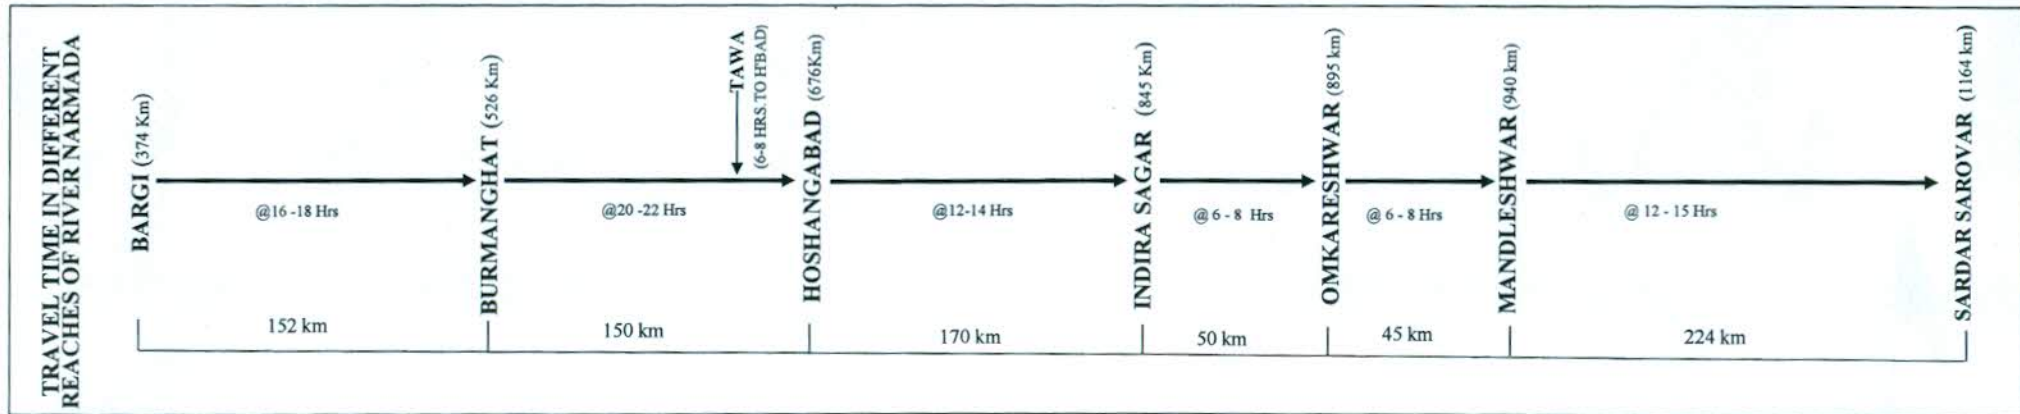 TRAVEL TIME IN DIFFERENT
REACHES OF RIVER NARMADA
BARGI (374 Km)
BURMANGHAT (526 Km)
TAWA
(6-8 HRS. TO H'BAD)
HOSHANGABAD (676Km)
INDIRA SAGAR (845 Km)
OMKARESHWAR (895 km)
MANDLESHWAR (940 km)
SARDAR SAROVAR (1164 km)
@16 -18 Hrs
@20 -22 Hrs
@12-14 Hrs
@ 6 - 8 Hrs
@ 6 - 8 Hrs
@ 12 - 15 Hrs
152 km
150 km
170 km
50 km
45 km
224 km